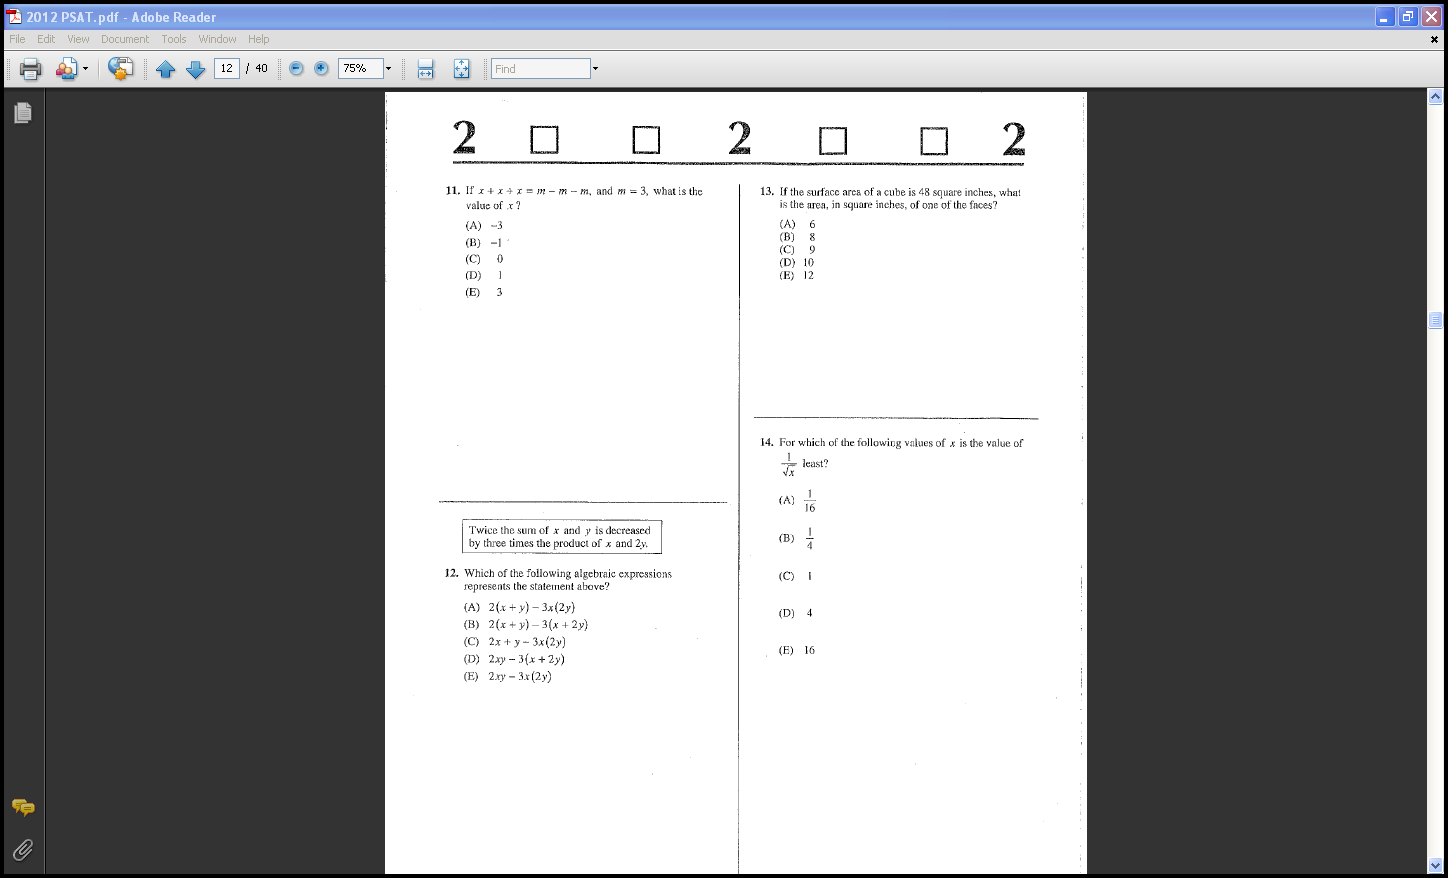 2012 PSAT.pdf - Adobe Reader
File Edit View Document Tools Window Help
12 / 40 75% Find
2 2 2
11. If x + x + x = m − m − m, and m = 3, what is the
value of x ?
(A) −3
(B) −1
(C) 0
(D) 1
(E) 3
Twice the sum of x and y is decreased
by three times the product of x and 2y.
12. Which of the following algebraic expressions
represents the statement above?
(A) 2(x + y) − 3x(2y)
(B) 2(x + y) − 3(x + 2y)
(C) 2x + y − 3x(2y)
(D) 2xy − 3(x + 2y)
(E) 2xy − 3x(2y)
13. If the surface area of a cube is 48 square inches, what
is the area, in square inches, of one of the faces?
(A) 6
(B) 8
(C) 9
(D) 10
(E) 12
14. For which of the following values of x is the value of
1/√x least?
(A) 1/16
(B) 1/4
(C) 1
(D) 4
(E) 16